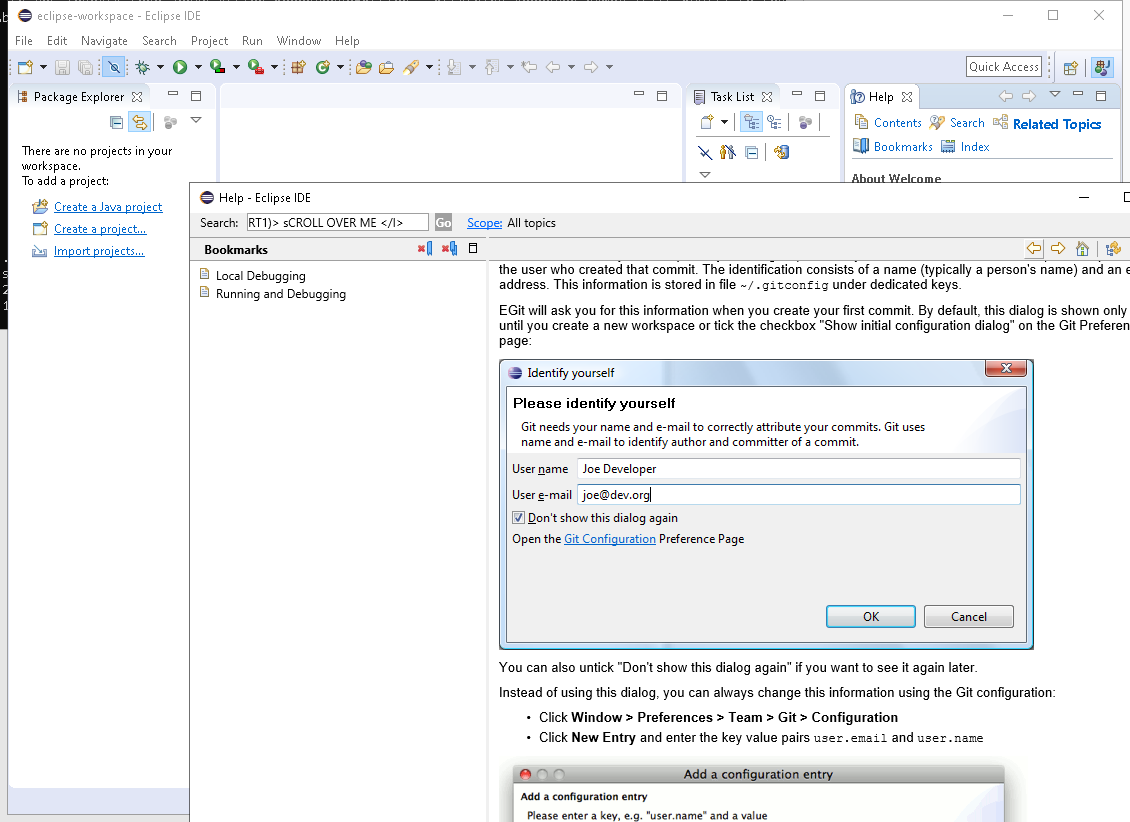 eclipse-workspace - Eclipse IDE
File Edit Navigate Search Project Run Window Help
Quick Access
Package Explorer
There are no projects in your
workspace.
To add a project:
Create a Java project
Create a project...
Import projects...
Task List
Help
Contents Search Related Topics
Bookmarks Index
About Welcome
Help - Eclipse IDE
Search: RT1)> sCROLL OVER ME </I> Go Scope: All topics
Bookmarks
Local Debugging
Running and Debugging
the user who created that commit. The identification consists of a name (typically a person's name) and an e
address. This information is stored in file ~/.gitconfig under dedicated keys.
EGit will ask you for this information when you create your first commit. By default, this dialog is shown only
until you create a new workspace or tick the checkbox "Show initial configuration dialog" on the Git Preferen
page:
Identify yourself
Please identify yourself
Git needs your name and e-mail to correctly attribute your commits. Git uses
name and e-mail to identify author and committer of a commit.
User name Joe Developer
User e-mail joe@dev.org
Don't show this dialog again
Open the Git Configuration Preference Page
OK Cancel
You can also untick "Don't show this dialog again" if you want to see it again later.
Instead of using this dialog, you can always change this information using the Git configuration:
• Click Window > Preferences > Team > Git > Configuration
• Click New Entry and enter the key value pairs user.email and user.name
Add a configuration entry
Add a configuration entry
Please enter a key, e.g. "user.name" and a value